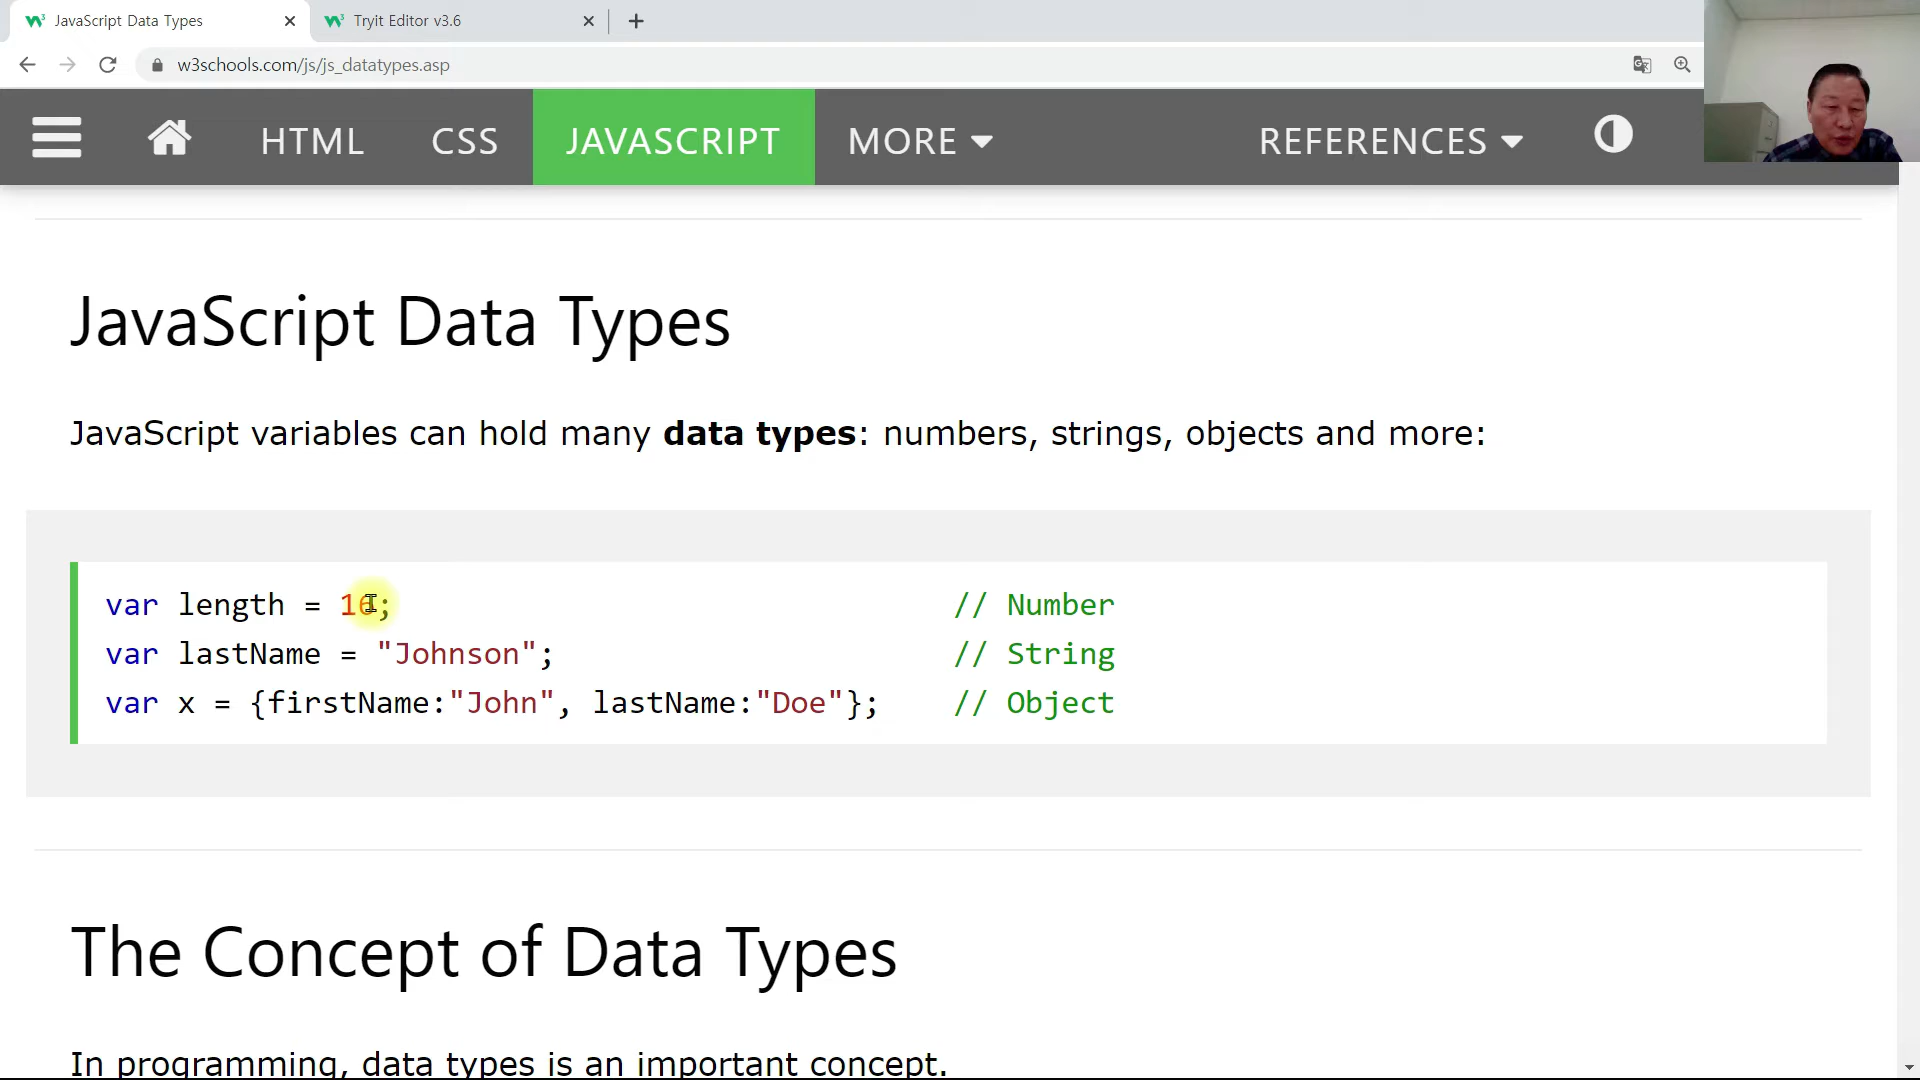 JavaScript Data Types
Tryit Editor v3.6
w3schools.com/js/js_datatypes.asp
HTML CSS JAVASCRIPT MORE REFERENCES
JavaScript Data Types
JavaScript variables can hold many data types: numbers, strings, objects and more:
var length = 16; // Number
var lastName = "Johnson"; // String
var x = {firstName:"John", lastName:"Doe"}; // Object
The Concept of Data Types
In programming, data types is an important concept.